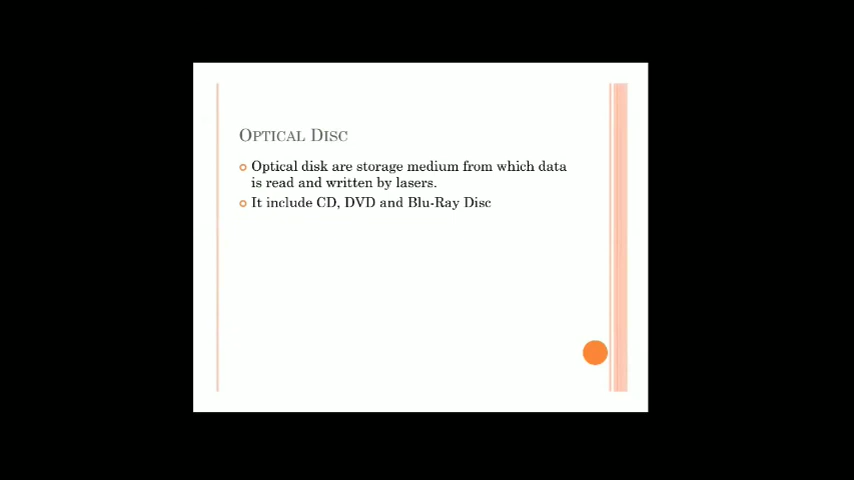 Optical Disc
Optical disk are storage medium from which data
is read and written by lasers.
It include CD, DVD and Blu-Ray Disc